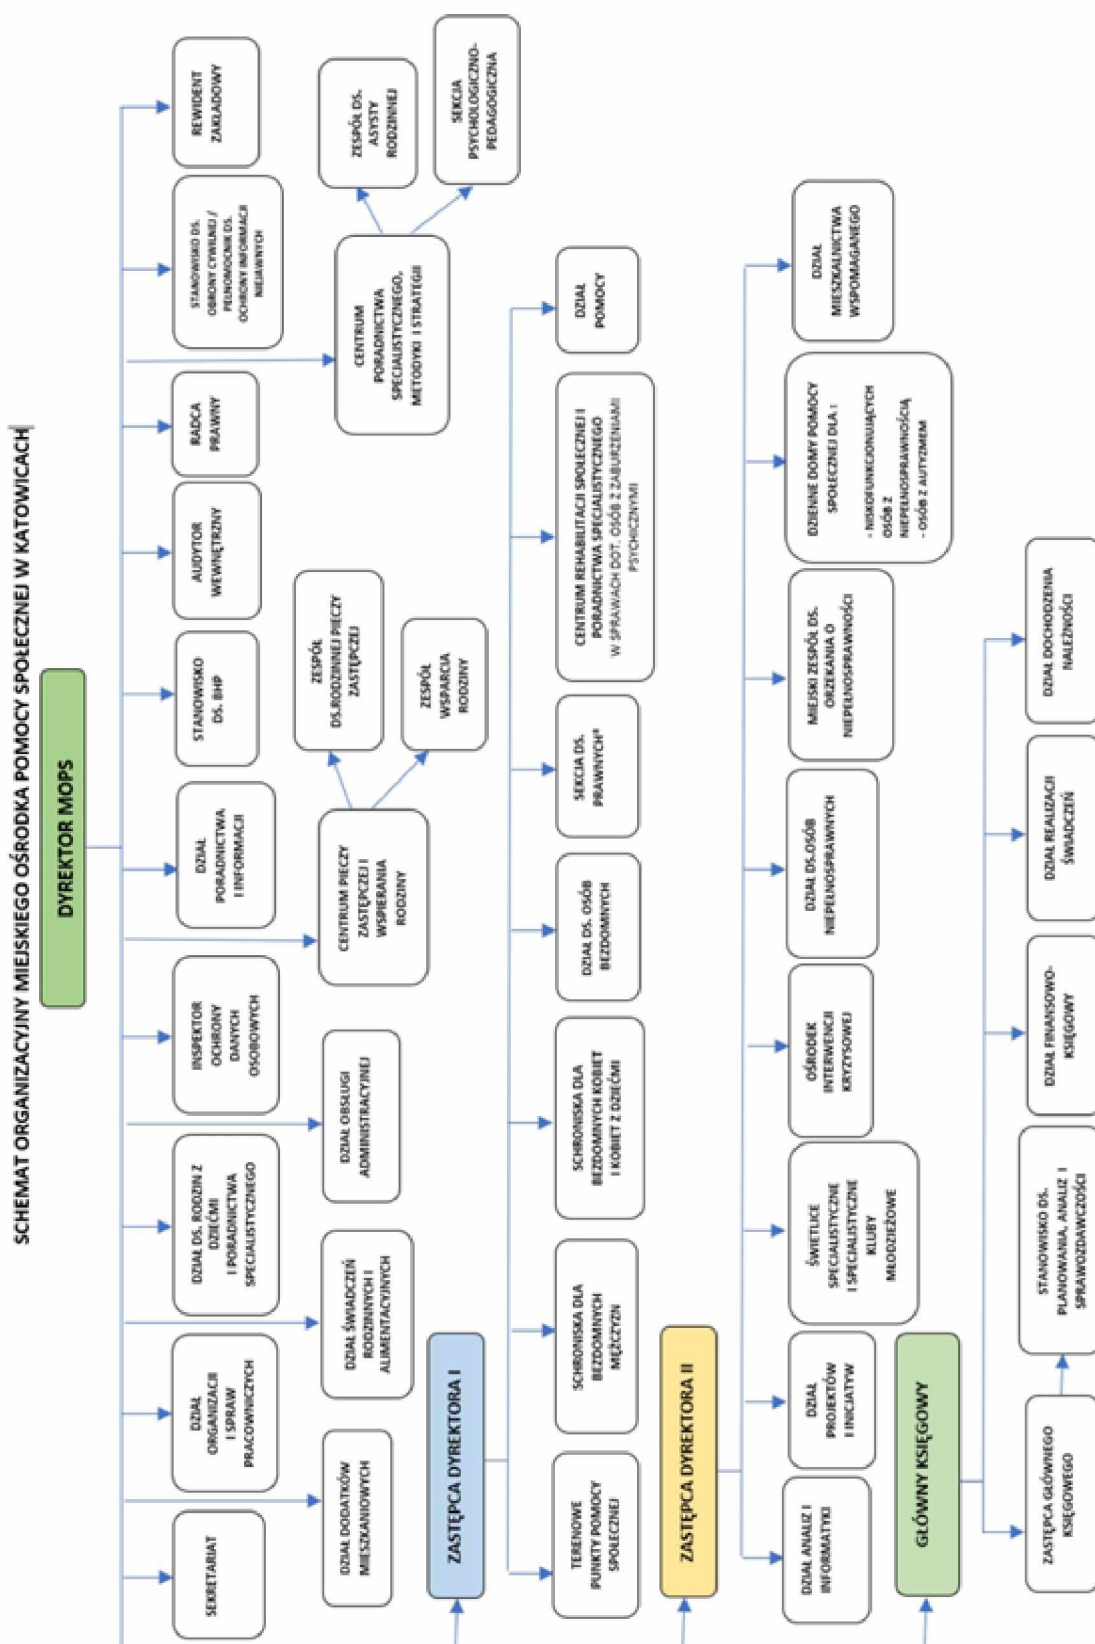 SCHEMAT ORGANIZACYJNY MIEJSKIEGO OŚRODKA POMOCY SPOŁECZNEJ W KATOWICACH
DYREKTOR MOPS
SEKRETARIAT
DZIAŁ
ORGANIZACJI
I SPRAW
PRACOWNICZYCH
DZIAŁ DS. RODZIN Z
DZIEĆMI
I PORADNICTWA
SPECJALISTYCZNEGO
INSPEKTOR
OCHRONY
DANYCH
OSOBOWYCH
DZIAŁ
PORADNICTWA
I INFORMACJI
STANOWISKO
DS. BHP
AUDYTOR
WEWNĘTRZNY
RADCA
PRAWNY
STANOWISKO DS.
OBRONY CYWILNEJ /
PEŁNOMOCNIK DS.
OCHRONY INFORMACJI
NIEJAWNYCH
REWIDENT
ZAKŁADOWY
DZIAŁ DODATKÓW
MIESZKANIOWYCH
DZIAŁ ŚWIADCZEŃ
RODZINNYCH I
ALIMENTACYJNYCH
DZIAŁ OBSŁUGI
ADMINISTRACYJNEJ
CENTRUM PIECZY
ZASTĘPCZEJ I
WSPIERANIA
RODZINY
ZESPÓŁ
DS.RODZINNEJ PIECZY
ZASTĘPCZEJ
ZESPÓŁ
WSPARCIA
RODZINY
CENTRUM
PORADNICTWA
SPECJALISTYCZNEGO,
METODYKI I STRATEGII
ZESPÓŁ DS.
ASYSTY
RODZINNEJ
SEKCJA
PSYCHOLOGICZNO-
PEDAGOGICZNA
ZASTĘPCA DYREKTORA I
TERENOWE
PUNKTY POMOCY
SPOŁECZNEJ
SCHRONISKA DLA
BEZDOMNYCH
MĘŻCZYZN
SCHRONISKA DLA
BEZDOMNYCH KOBIET
I KOBIET Z DZIEĆMI
DZIAŁ DS. OSÓB
BEZDOMNYCH
SEKCJA DS.
PRAWNYCH*
CENTRUM REHABILITACJI SPOŁECZNEJ I
PORADNICTWA SPECJALISTYCZNEGO
W SPRAWACH DOT. OSÓB Z ZABURZENIAMI
PSYCHICZNYMI
DZIAŁ
POMOCY
ZASTĘPCA DYREKTORA II
DZIAŁ ANALIZ I
INFORMATYKI
DZIAŁ
PROJEKTÓW
I INICJATYW
ŚWIETLICE
SPECJALISTYCZNE
I SPECJALISTYCZNE
KLUBY
MŁODZIEŻOWE
OŚRODEK
INTERWENCJI
KRYZYSOWEJ
DZIAŁ DS.OSÓB
NIEPEŁNOSPRAWNYCH
MIEJSKI ZESPÓŁ DS.
ORZEKANIA O
NIEPEŁNOSPRAWNOŚCI
DZIENNE DOMY POMOCY
SPOŁECZNEJ DLA :
- NISKOFUNKCJONUJĄCYCH
OSÓB Z
NIEPEŁNOSPRAWNOŚCIĄ
- OSÓB Z AUTYZMEM
DZIAŁ
MIESZKALNICTWA
WSPOMAGANEGO
GŁÓWNY KSIĘGOWY
ZASTĘPCA GŁÓWNEGO
KSIĘGOWEGO
STANOWISKO DS.
PLANOWANIA, ANALIZ I
SPRAWOZDAWCZOŚCI
DZIAŁ FINANSOWO-
KSIĘGOWY
DZIAŁ REALIZACJI
ŚWIADCZEŃ
DZIAŁ DOCHODZENIA
NALEŻNOŚCI